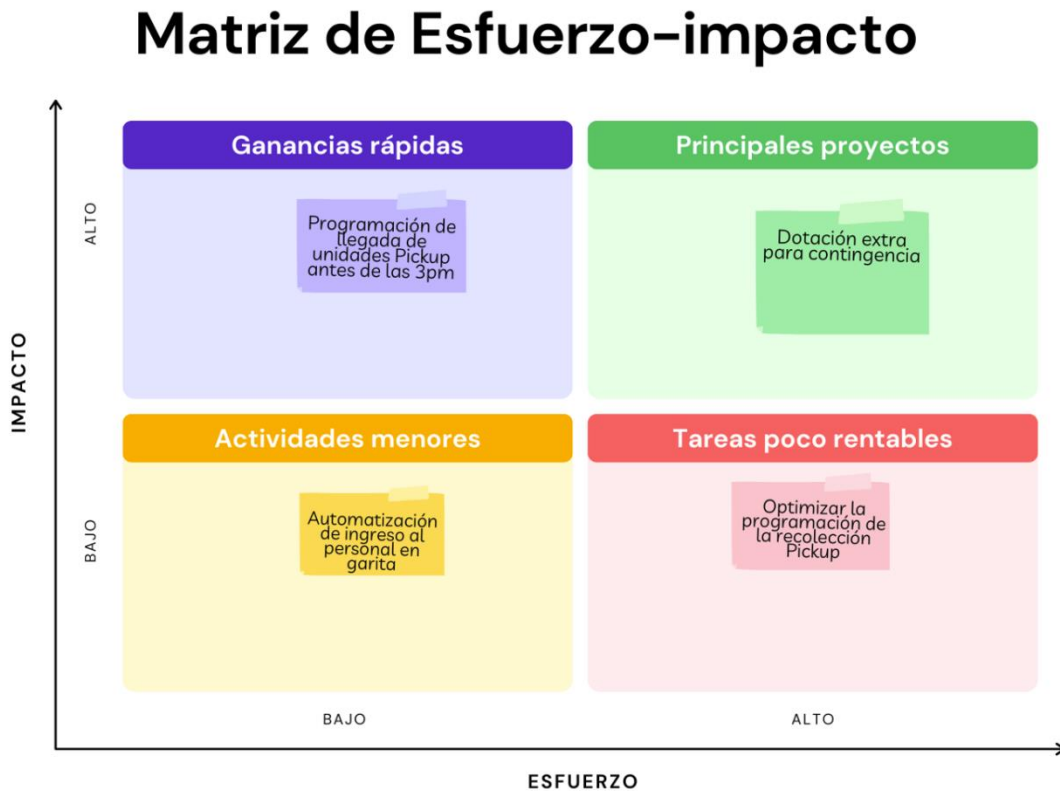 Matriz de Esfuerzo-impacto
Ganancias rápidas
Principales proyectos
ALTO
Programación de
llegada de
unidades Pickup
antes de las 3pm
Dotación extra
para contingencia
IMPACTO
Actividades menores
Tareas poco rentables
BAJO
Automatización
de ingreso al
personal en
garita
Optimizar la
programación de
la recolección
Pickup
BAJO
ALTO
ESFUERZO